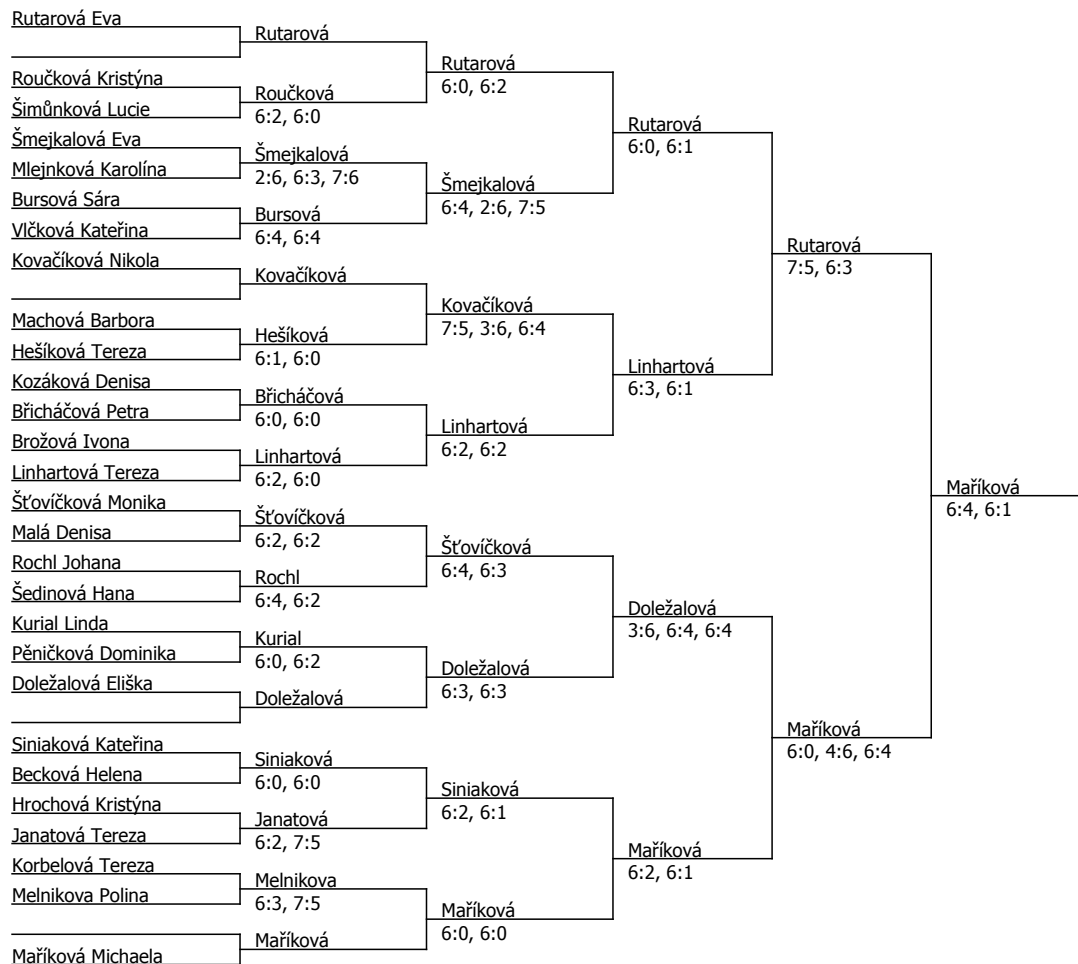 Rutarová Eva
Roučková Kristýna
Šimůnková Lucie
Šmejkalová Eva
Mlejnková Karolína
Bursová Sára
Vlčková Kateřina
Kovačíková Nikola
Machová Barbora
Hešíková Tereza
Kozáková Denisa
Břicháčová Petra
Brožová Ivona
Linhartová Tereza
Šťovíčková Monika
Malá Denisa
Rochl Johana
Šedinová Hana
Kurial Linda
Pěničková Dominika
Doležalová Eliška
Siniaková Kateřina
Becková Helena
Hrochová Kristýna
Janatová Tereza
Korbelová Tereza
Melnikova Polina
Maříková Michaela
Rutarová
Roučková
6:2, 6:0
Šmejkalová
2:6, 6:3, 7:6
Bursová
6:4, 6:4
Kovačíková
Hešíková
6:1, 6:0
Břicháčová
6:0, 6:0
Linhartová
6:2, 6:0
Šťovíčková
6:2, 6:2
Rochl
6:4, 6:2
Kurial
6:0, 6:2
Doležalová
Siniaková
6:0, 6:0
Janatová
6:2, 7:5
Melnikova
6:3, 7:5
Maříková
Rutarová
6:0, 6:2
Šmejkalová
6:4, 2:6, 7:5
Kovačíková
7:5, 3:6, 6:4
Linhartová
6:2, 6:2
Šťovíčková
6:4, 6:3
Doležalová
6:3, 6:3
Siniaková
6:2, 6:1
Maříková
6:0, 6:0
Rutarová
6:0, 6:1
Linhartová
6:3, 6:1
Doležalová
3:6, 6:4, 6:4
Maříková
6:2, 6:1
Rutarová
7:5, 6:3
Maříková
6:0, 4:6, 6:4
Maříková
6:4, 6:1